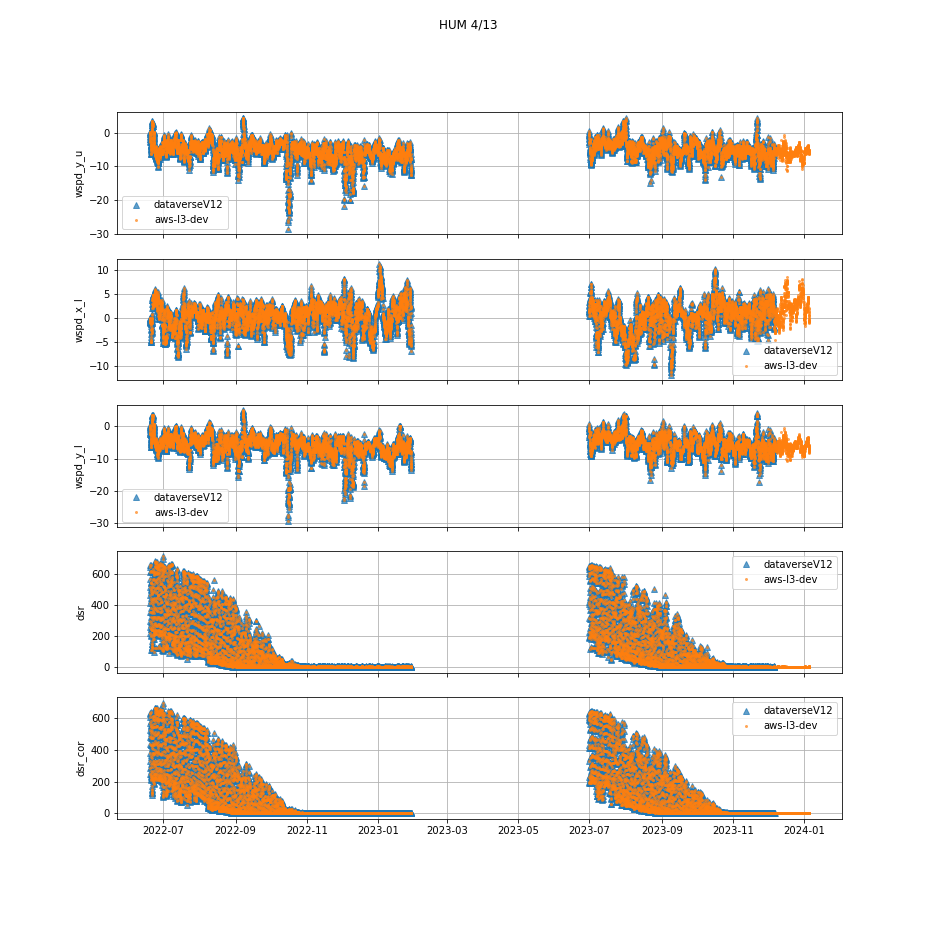 HUM 4/13
wspd_y_u
0
−10
−20
−30
dataverseV12
aws-l3-dev
wspd_x_l
10
5
0
−5
−10
dataverseV12
aws-l3-dev
wspd_y_l
0
−10
−20
−30
dataverseV12
aws-l3-dev
dsr
600
400
200
0
dataverseV12
aws-l3-dev
dsr_cor
600
400
200
0
dataverseV12
aws-l3-dev
2022-07 2022-09 2022-11 2023-01 2023-03 2023-05 2023-07 2023-09 2023-11 2024-01